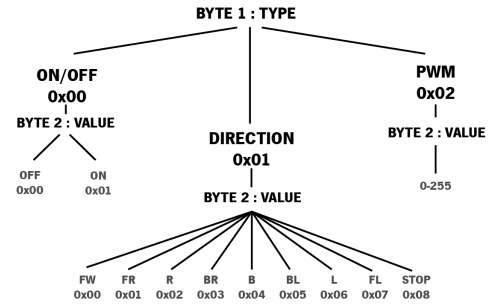 BYTE 1 : TYPE
ON/OFF
0x00
BYTE 2 : VALUE
OFF
0x00
ON
0x01
DIRECTION
0x01
BYTE 2 : VALUE
FW
0x00
FR
0x01
R
0x02
BR
0x03
B
0x04
BL
0x05
L
0x06
FL
0x07
STOP
0x08
PWM
0x02
BYTE 2 : VALUE
0-255